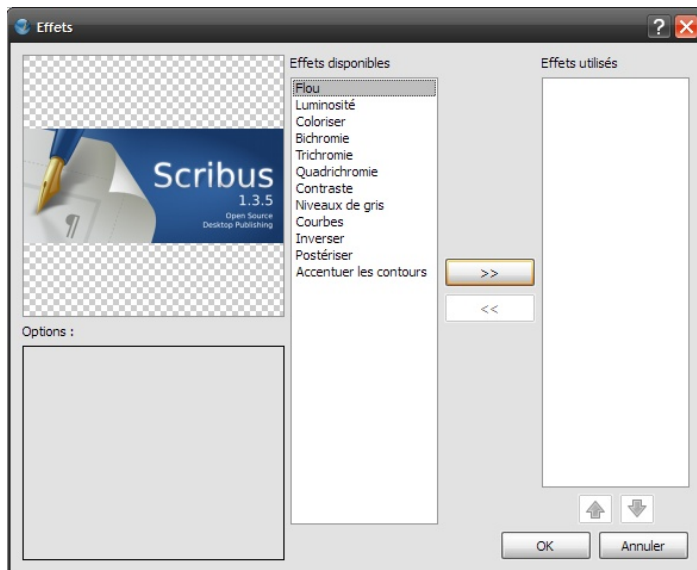 Effets
Scribus
1.3.5
Open Source
Desktop Publishing
Options :
Effets disponibles
Flou
Luminosité
Coloriser
Bichromie
Trichromie
Quadrichromie
Contraste
Niveaux de gris
Courbes
Inverser
Postériser
Accentuer les contours
>>
<<
Effets utilisés
OK
Annuler